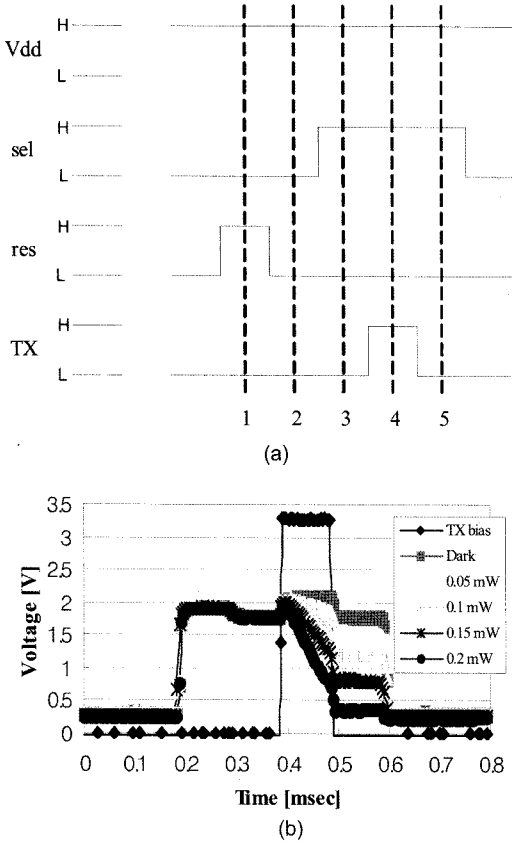 H
Vdd
L
H
sel
L
H
res
L
H
TX
L
1 2 3 4 5
(a)
3.5
3
2.5
2
1.5
1
0.5
0
Voltage [V]
TX bias
Dark
0.05 mW
0.1 mW
0.15 mW
0.2 mW
0 0.1 0.2 0.3 0.4 0.5 0.6 0.7 0.8
Time [msec]
(b)